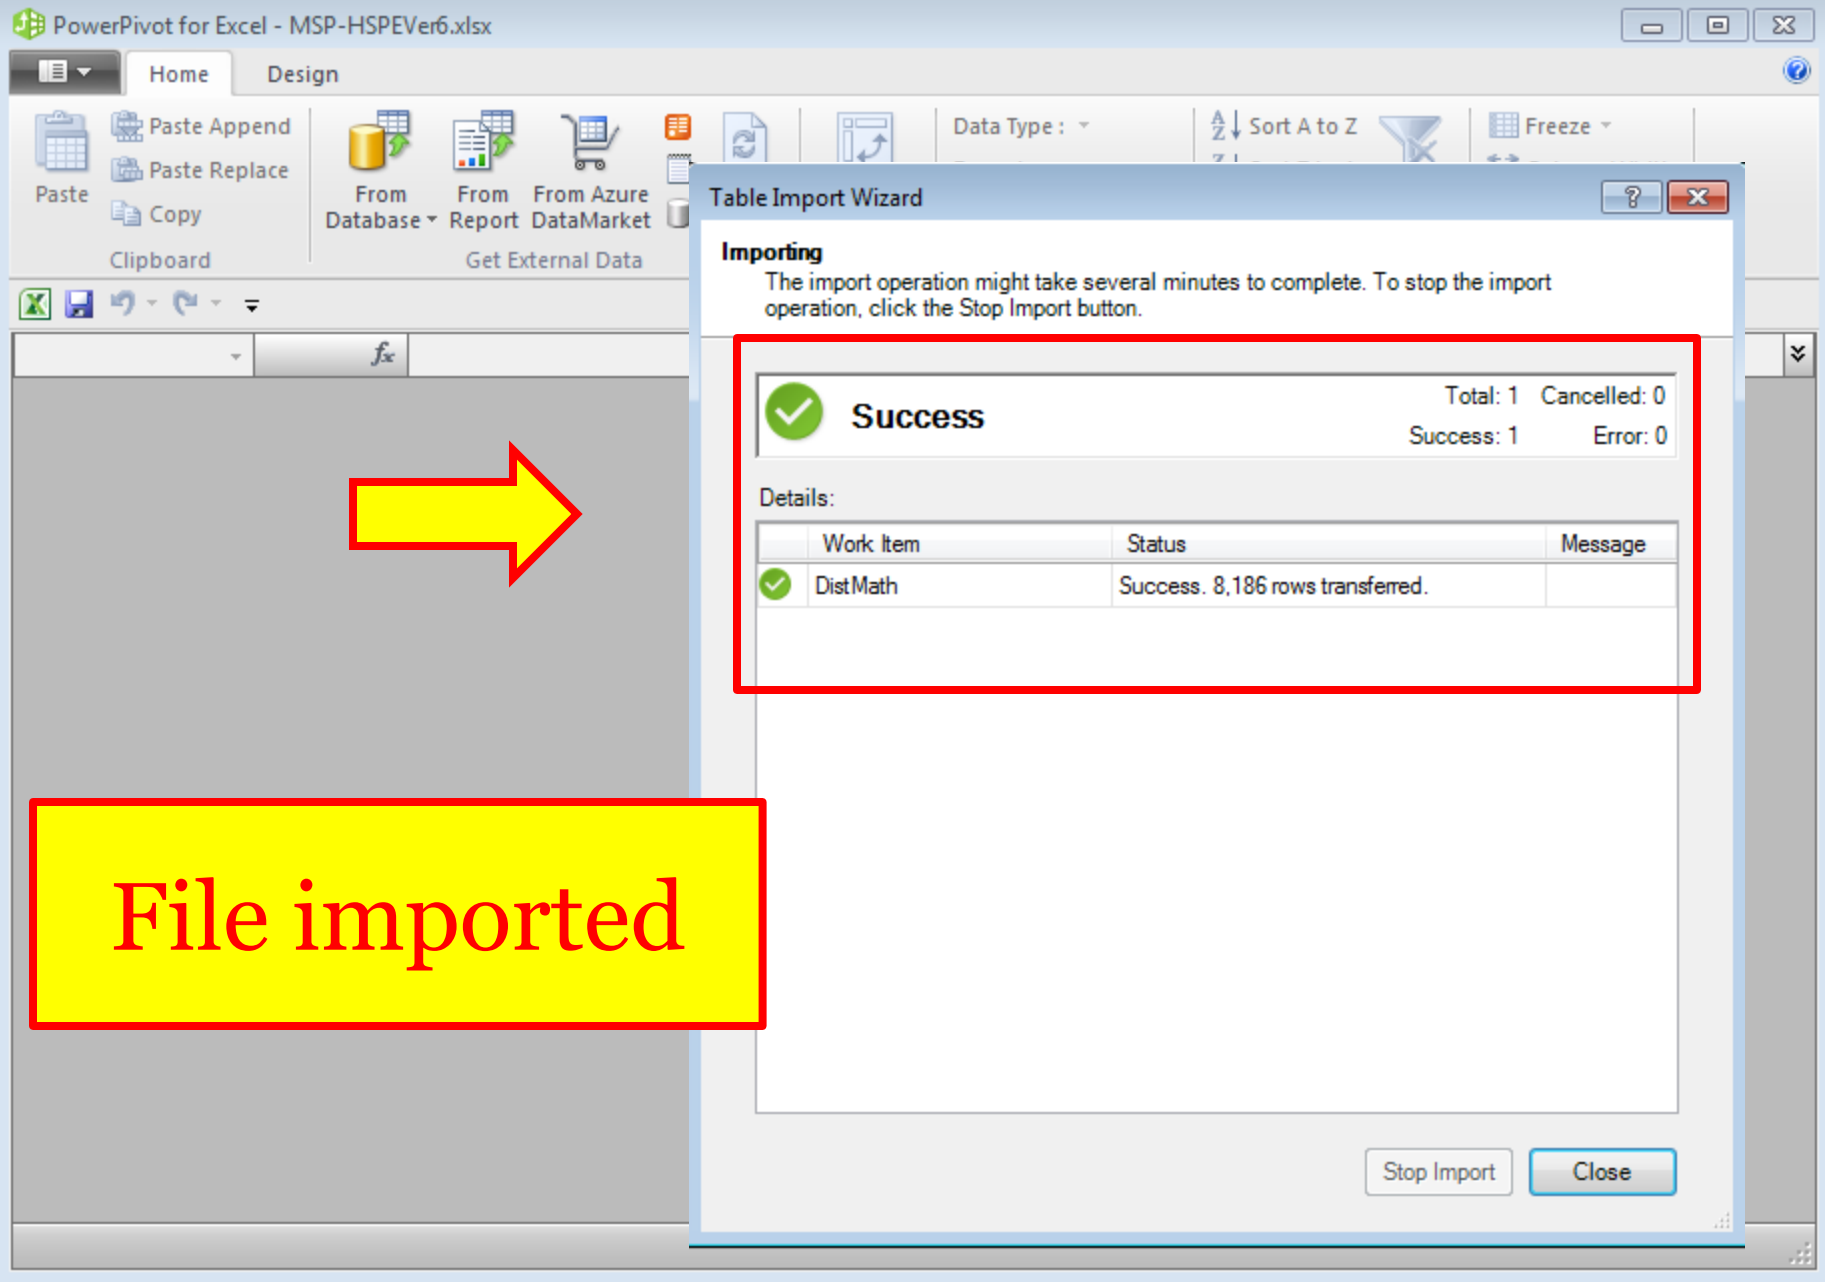 PowerPivot for Excel - MSP-HSPEVer6.xlsx
Home
Design
Paste
Paste Append
Paste Replace
Copy
Clipboard
From
Database
From
Report
From Azure
DataMarket
Get External Data
Data Type :
Sort A to Z
Freeze
fx
Table Import Wizard
Importing
The import operation might take several minutes to complete. To stop the import
operation, click the Stop Import button.
Success
Total: 1 Cancelled: 0
Success: 1 Error: 0
Details:
Work Item Status Message
DistMath Success. 8,186 rows transferred.
File imported
Stop Import
Close